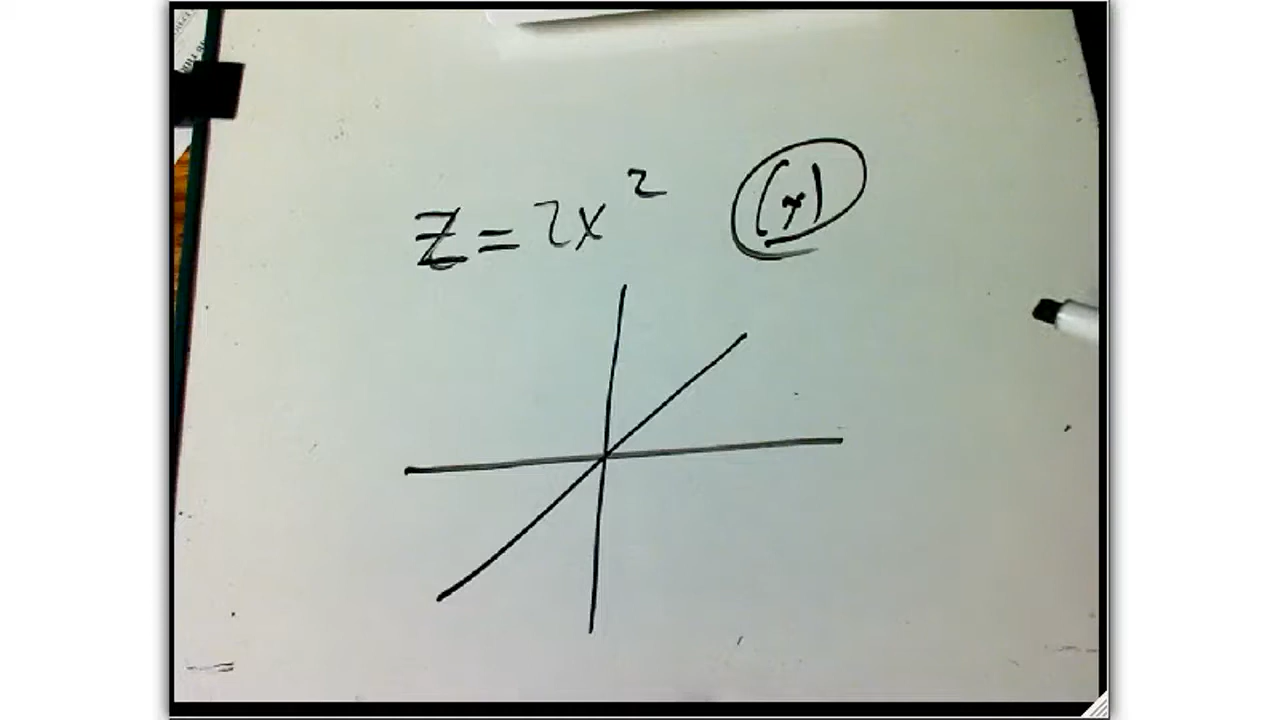 z = 2x² (x)